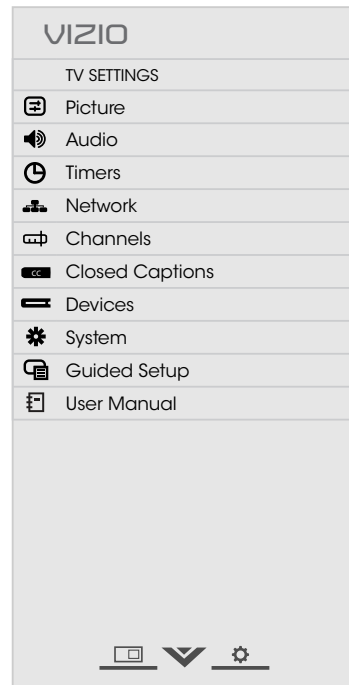 VIZIO
TV SETTINGS
Picture
Audio
Timers
Network
Channels
CC Closed Captions
Devices
System
Guided Setup
User Manual